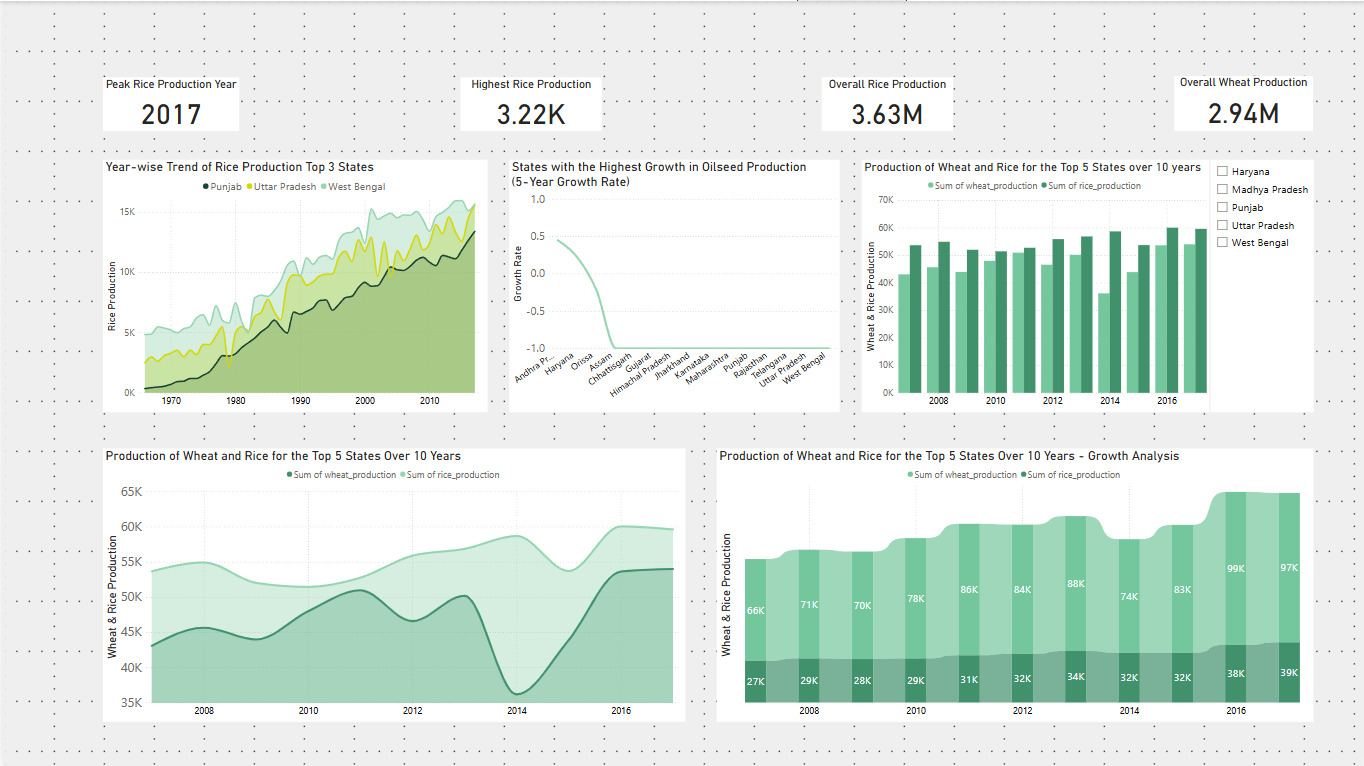 Peak Rice Production Year
2017
Highest Rice Production
3.22K
Overall Rice Production
3.63M
Overall Wheat Production
2.94M
Year-wise Trend of Rice Production Top 3 States
Punjab Uttar Pradesh West Bengal
Rice Production
15K
10K
5K
0K
1970 1980 1990 2000 2010
States with the Highest Growth in Oilseed Production
(5-Year Growth Rate)
Growth Rate
1.0
0.5
0.0
-0.5
-1.0
Andhra Pr...
Haryana
Orissa
Assam
Chhattisgarh
Gujarat
Himachal Pradesh
Jharkhand
Karnataka
Maharashtra
Punjab
Rajasthan
Telangana
Uttar Pradesh
West Bengal
Production of Wheat and Rice for the Top 5 States over 10 years
Sum of wheat_production Sum of rice_production
Wheat & Rice Production
70K
60K
50K
40K
30K
20K
10K
0K
2008 2010 2012 2014 2016
Haryana
Madhya Pradesh
Punjab
Uttar Pradesh
West Bengal
Production of Wheat and Rice for the Top 5 States Over 10 Years
Sum of wheat_production Sum of rice_production
Wheat & Rice Production
65K
60K
55K
50K
45K
40K
35K
2008 2010 2012 2014 2016
Production of Wheat and Rice for the Top 5 States Over 10 Years - Growth Analysis
Sum of wheat_production Sum of rice_production
Wheat & Rice Production
66K 71K 70K 78K 86K 84K 88K 74K 83K 99K 97K
27K 29K 28K 29K 31K 32K 34K 32K 32K 38K 39K
2008 2010 2012 2014 2016